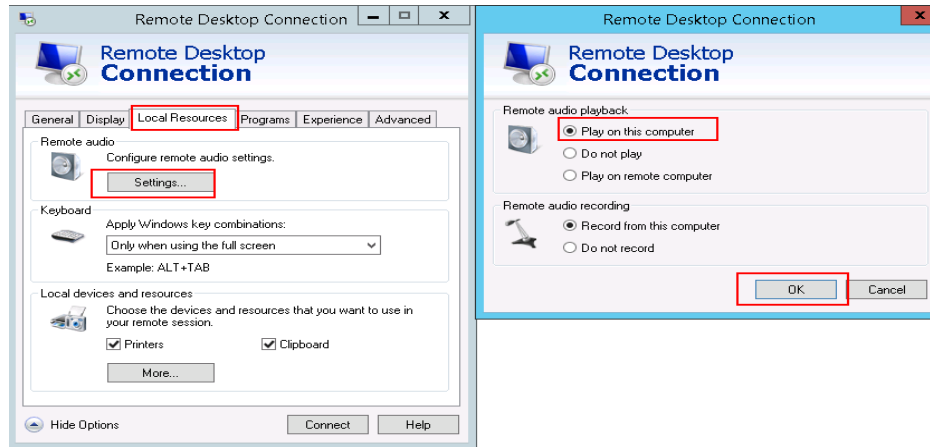 Remote Desktop Connection
Remote Desktop
Connection
General Display Local Resources Programs Experience Advanced
Remote audio
Configure remote audio settings.
Settings...
Keyboard
Apply Windows key combinations:
Only when using the full screen
Example: ALT+TAB
Local devices and resources
Choose the devices and resources that you want to use in
your remote session.
Printers Clipboard
More...
Hide Options Connect Help
Remote Desktop Connection
Remote Desktop
Connection
Remote audio playback
Play on this computer
Do not play
Play on remote computer
Remote audio recording
Record from this computer
Do not record
OK Cancel